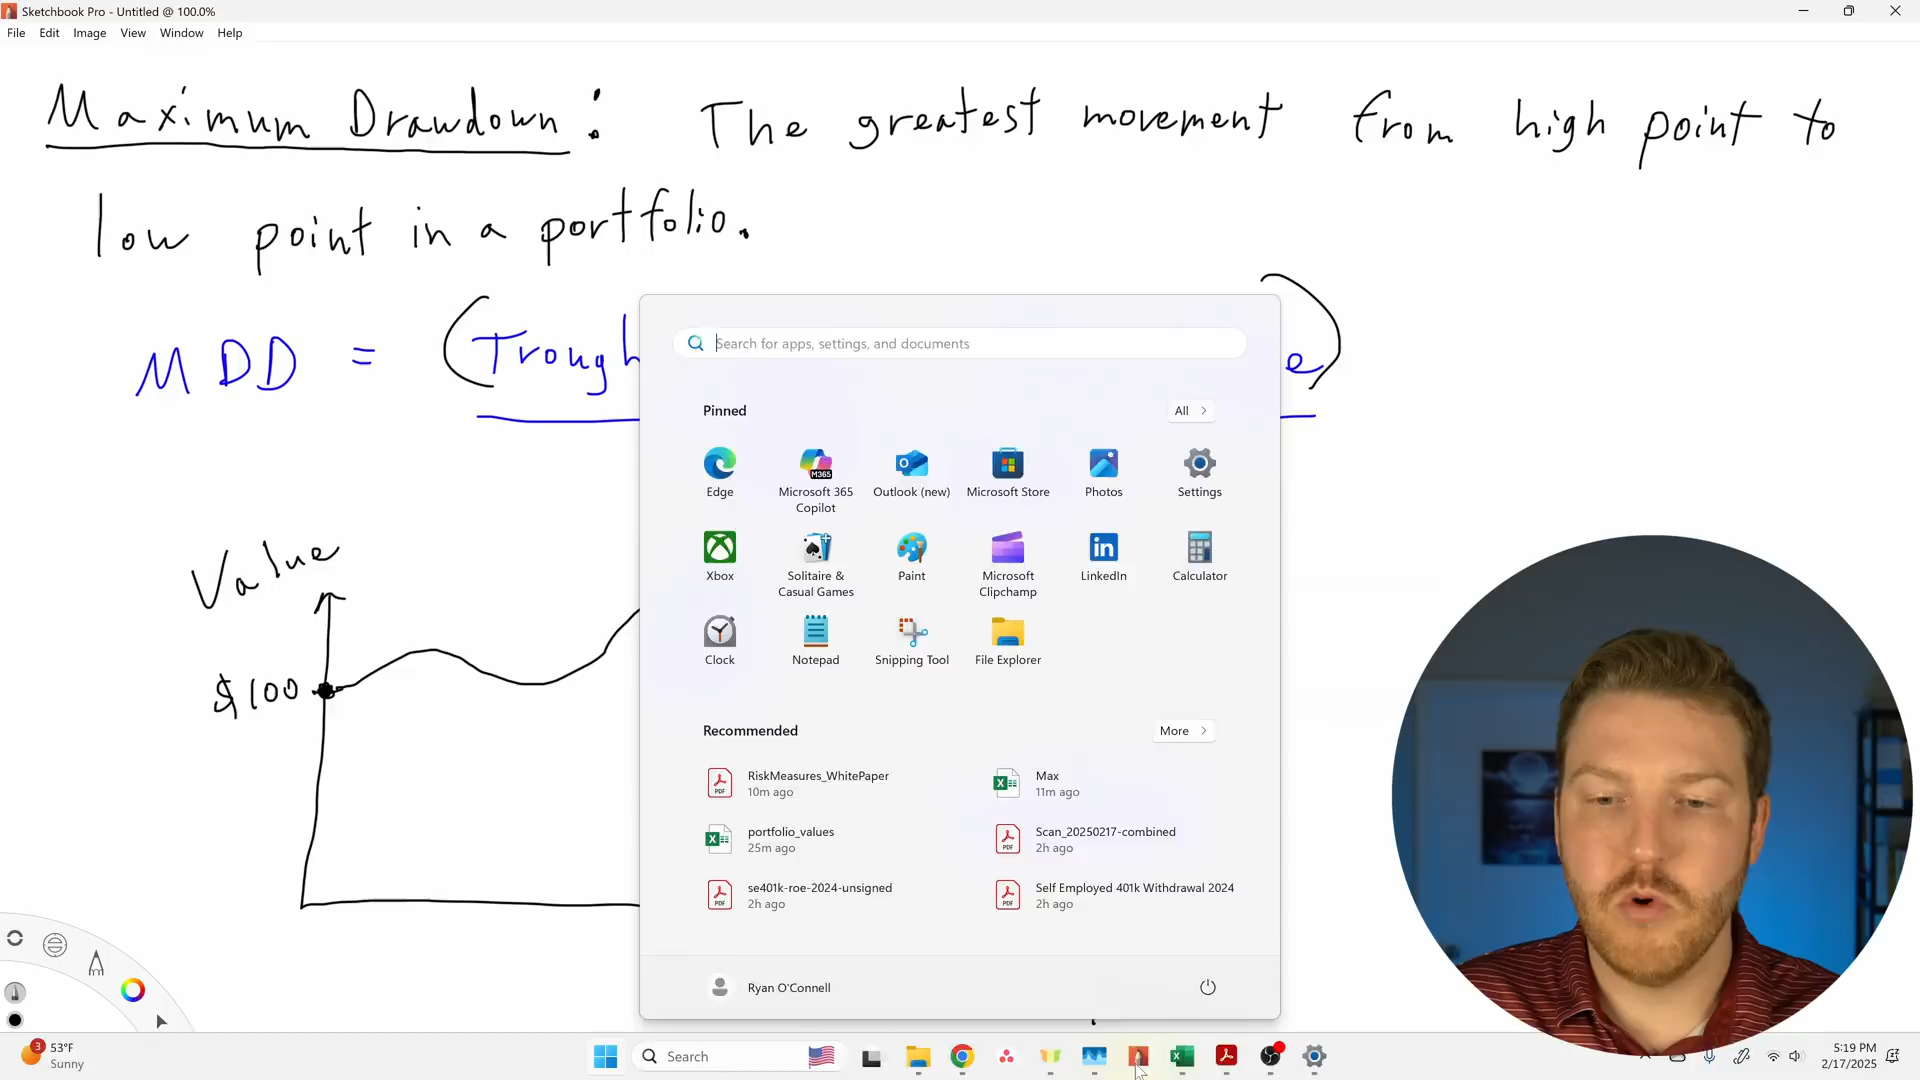 Sketchbook Pro - Untitled @ 100.0%
File Edit Image View Window Help
Maximum Drawdown: The greatest movement from high point to
low point in a portfolio.
MDD = (Trough e)
Search for apps, settings, and documents
Pinned
All
Edge
Microsoft 365
Copilot
Outlook (new)
Microsoft Store
Photos
Settings
Xbox
Solitaire &
Casual Games
Paint
Microsoft
Clipchamp
LinkedIn
Calculator
Clock
Notepad
Snipping Tool
File Explorer
Value
$100
Recommended
More
RiskMeasures_WhitePaper
10m ago
Max
11m ago
portfolio_values
25m ago
Scan_20250217-combined
2h ago
se401k-roe-2024-unsigned
2h ago
Self Employed 401k Withdrawal 2024
2h ago
Ryan O'Connell
3
53°F
Sunny
Search
5:19 PM
2/17/2025